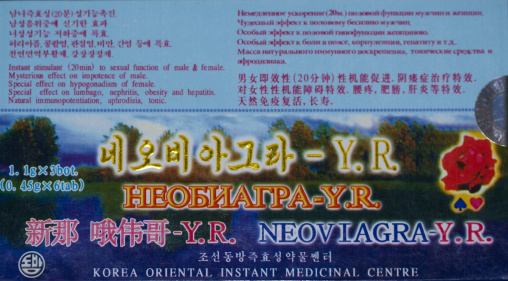 남녀즉효성(20분)성기능촉진.
남성음위증에 신기한 효과
녀성성기능 저하증에 특효.
허리아픔, 콩팥염, 관절염, 비만, 간염 등에 특효.
천연면역부활제, 강장강정제.
Instant stimulant (20min) to sexual function of male & female.
Mysterious effect on impotence of male.
Special effect on hypogonadism of female.
Special effect on lumbago, nephritis, obesity and hepatitis.
Natural immunopotentiation, aphrodisia, tonic.
Немедленное ускорение (20м.) половой функции мужчин и женщин.
Чудесный эффект к половому бесилию мужчин.
Особый эффект к половой гипофункции женщиново.
Особый эффект к боли в пояснице, корпуленции, гепатиту и т.д.
Масса натурального иммунного воскресенения, тонические средства и
афродизиака.
男女即效性(20分钟)性机能促进.阴痿症治疗特效.
对女性性机能障碍特效.腰疼,肥胖,肝炎等特效.
天然免疫复活,长寿.
네오비아그라-Y.R.
1.1g×3bot.
(0.45g×6tab)
НЕОБИАГРА-Y.R.
新那 哦伟哥-Y.R. NEOVIAGRA-Y.R.
조선동방즉효성약물쎈터
KOREA ORIENTAL INSTANT MEDICINAL CENTRE